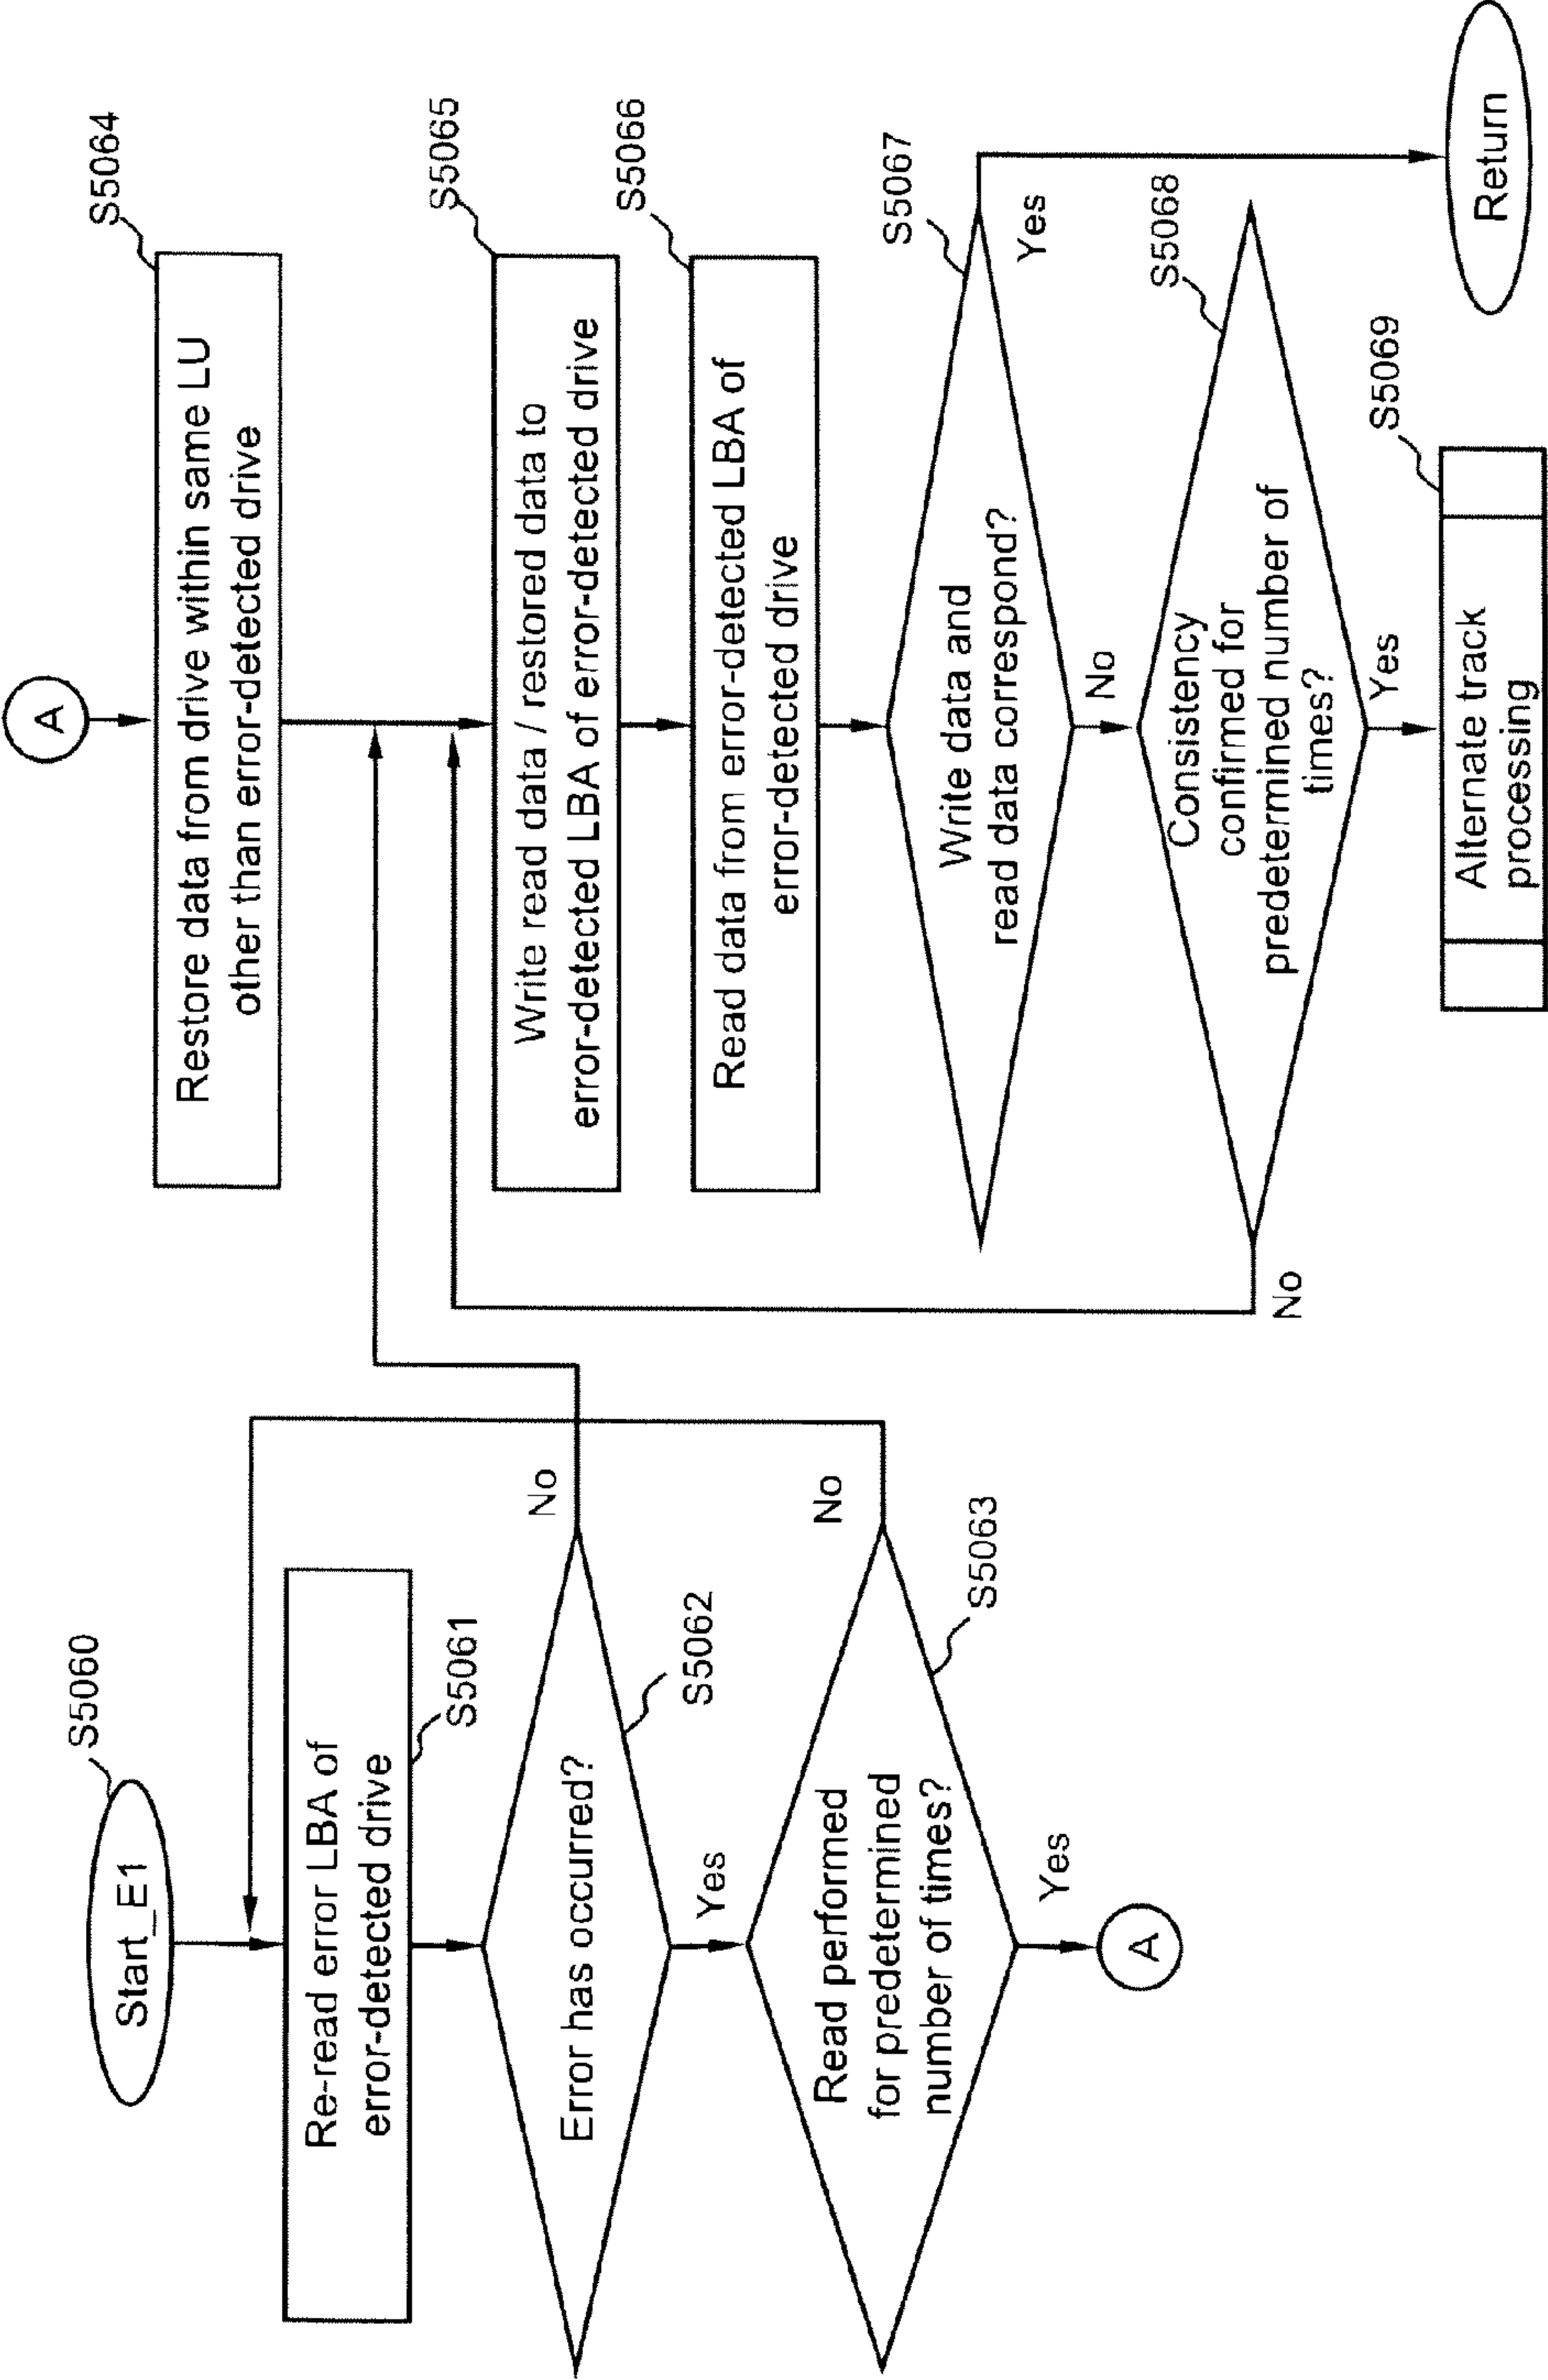 S5060
Start_E1
Re-read error LBA of
error-detected drive
S5061
Error has occurred?
No
S5062
Yes
Read performed
for predetermined
number of times?
No
S5063
Yes
A
A
S5064
Restore data from drive within same LU
other than error-detected drive
S5065
Write read data / restored data to
error-detected LBA of error-detected drive
S5066
Read data from error-detected LBA of
error-detected drive
S5067
Write data and
read data correspond?
Yes
No
S5068
Consistency
confirmed for
predetermined number of
times?
No
Yes
S5069
Alternate track
processing
Return